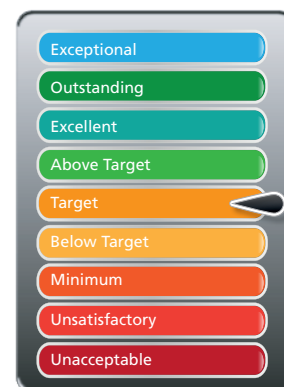 Exceptional
Outstanding
Excellent
Above Target
Target
Below Target
Minimum
Unsatisfactory
Unacceptable